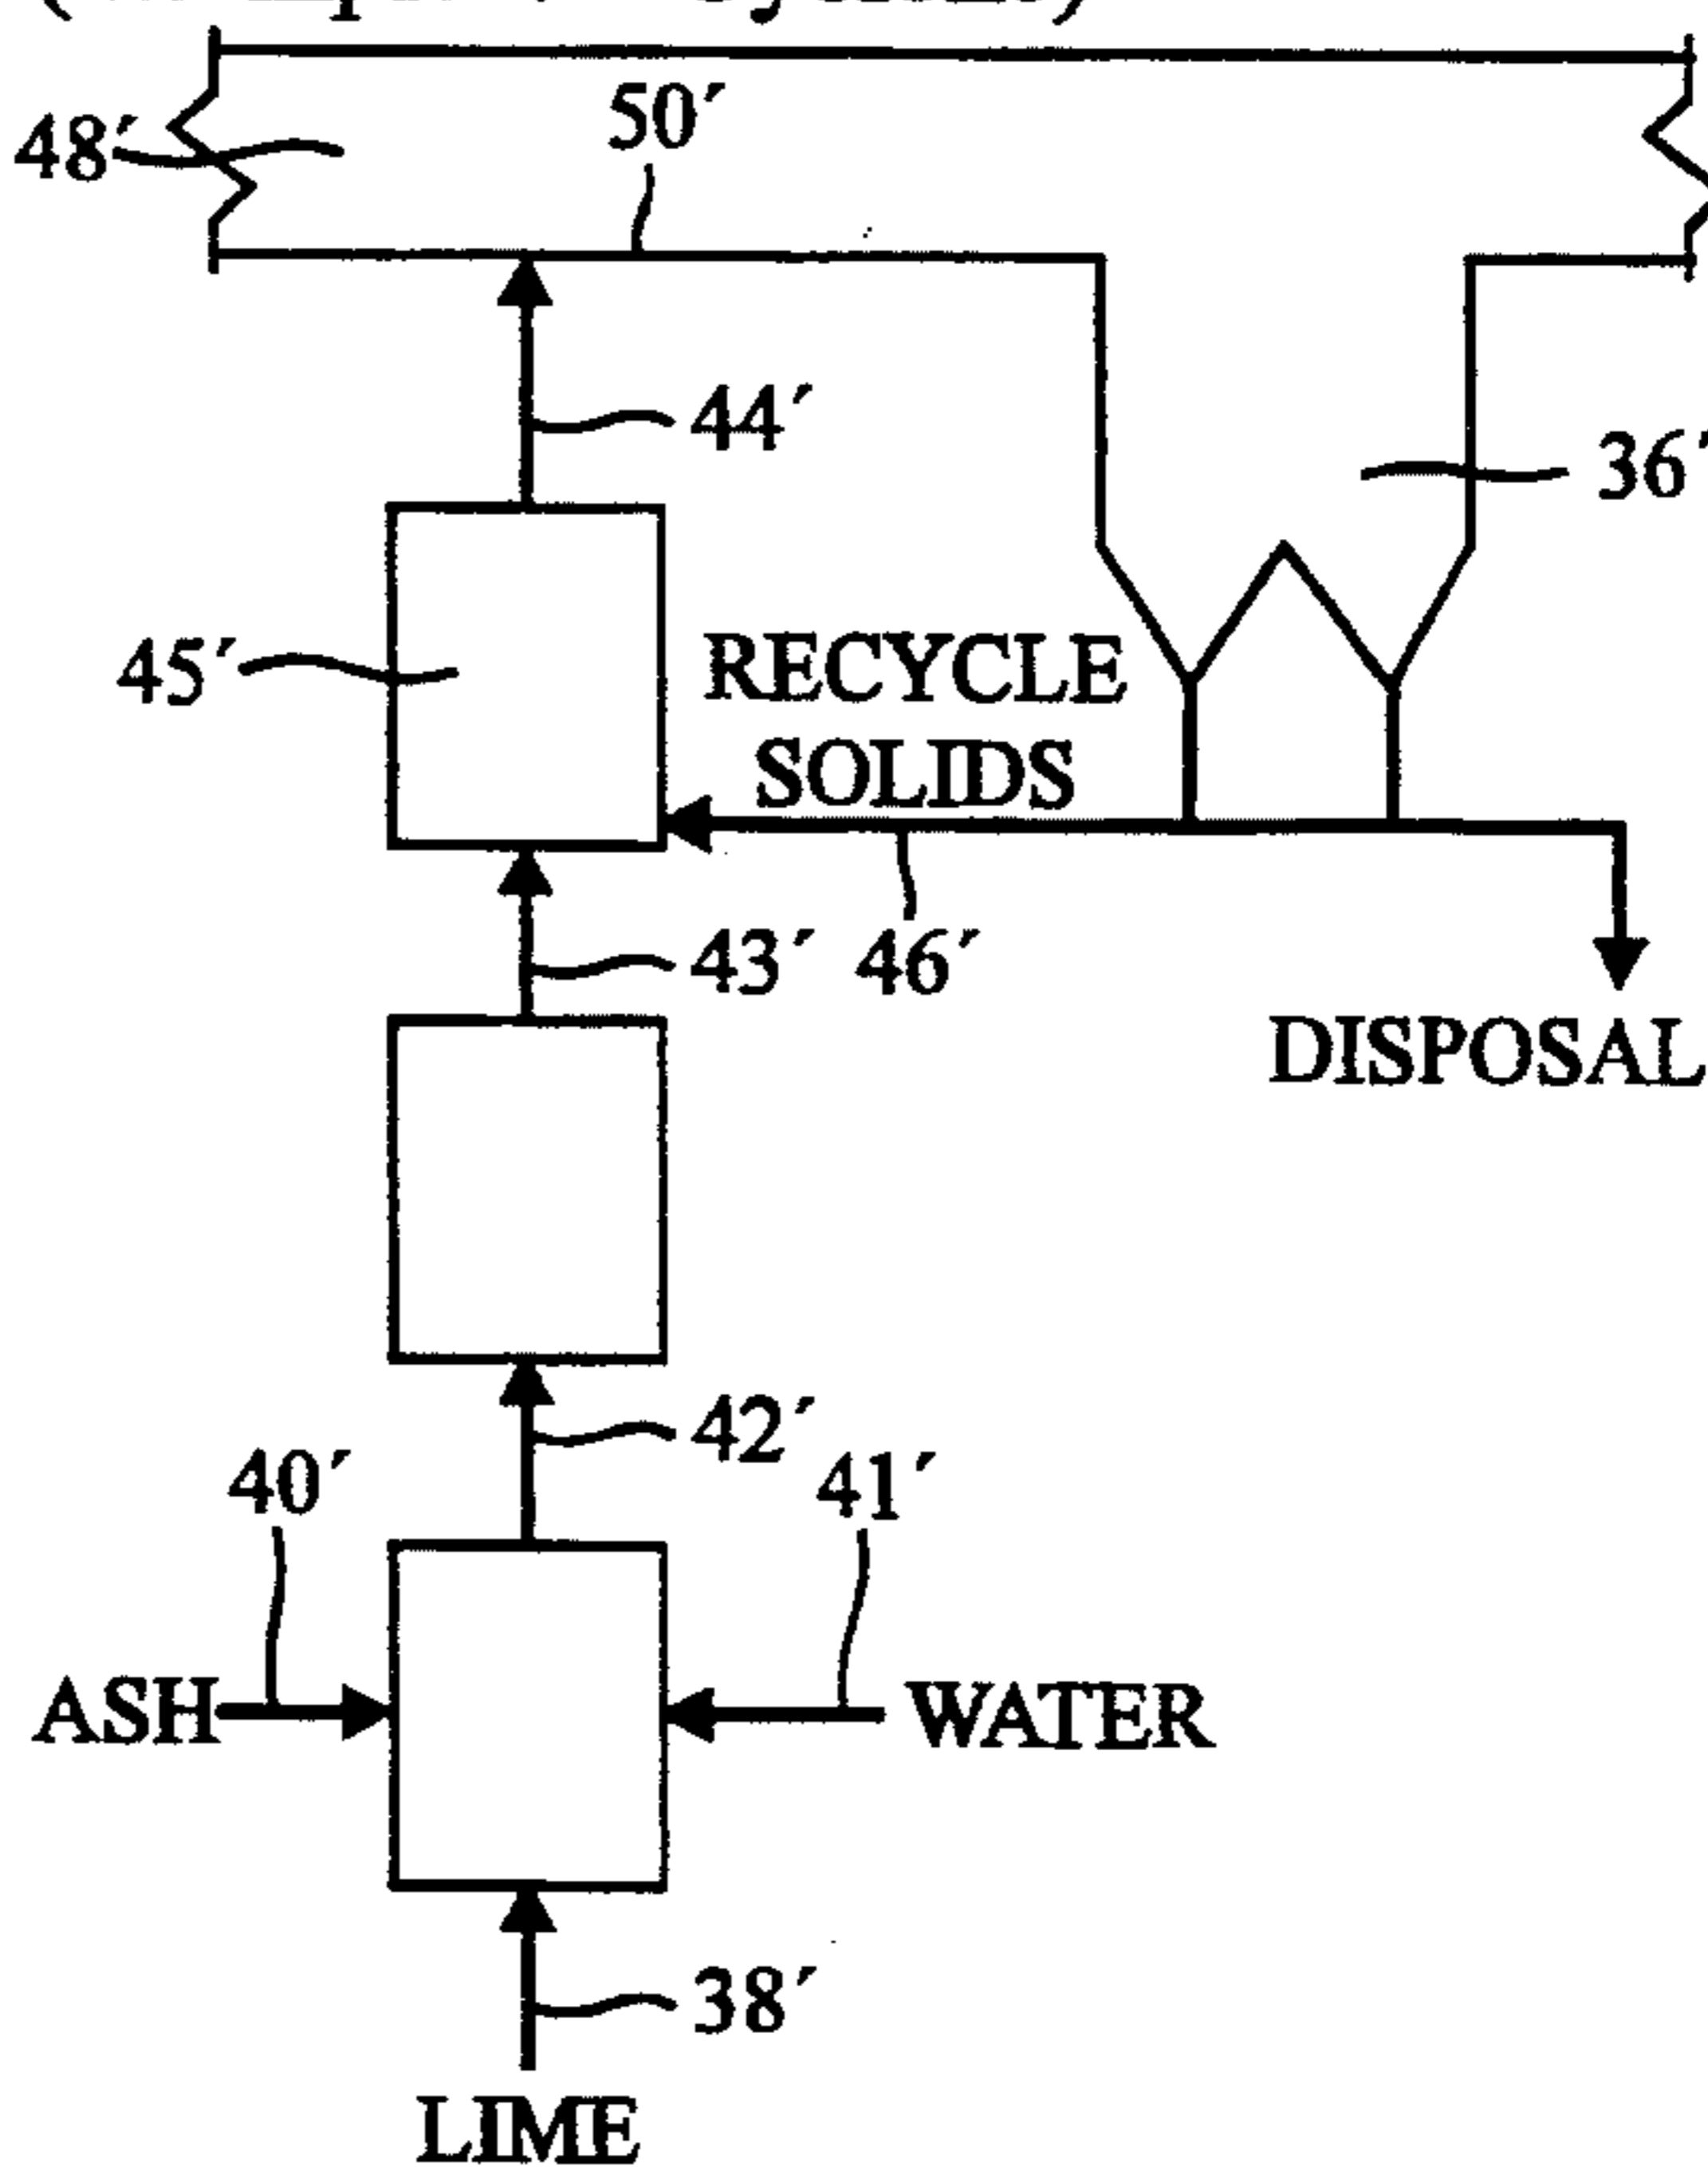 50′
48′
44′
36′
45′
RECYCLE
SOLIDS
43′
46′
DISPOSAL
42′
40′
41′
ASH
WATER
38′
LIME